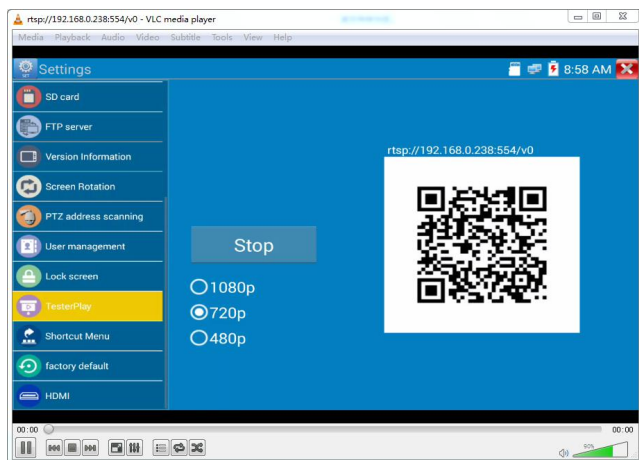 rtsp://192.168.0.238:554/v0 - VLC media player
Media Playback Audio Video Subtitle Tools View Help
Settings
8:58 AM
SD card
FTP server
Version Information
Screen Rotation
PTZ address scanning
User management
Lock screen
TesterPlay
Shortcut Menu
factory default
HDMI
Stop
1080p
720p
480p
rtsp://192.168.0.238:554/v0
00:00
00:00
90%